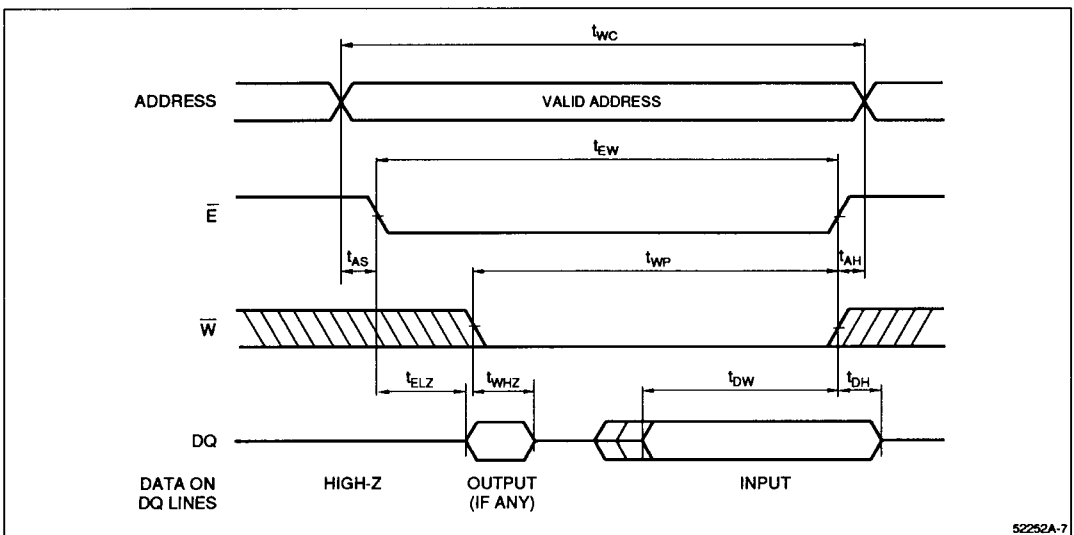 tWC
ADDRESS VALID ADDRESS
tEW
E̅
tAS tWP tAH
W̅
tELZ tWHZ tDW tDH
DQ
DATA ON HIGH-Z OUTPUT INPUT
DQ LINES (IF ANY)
52252A-7